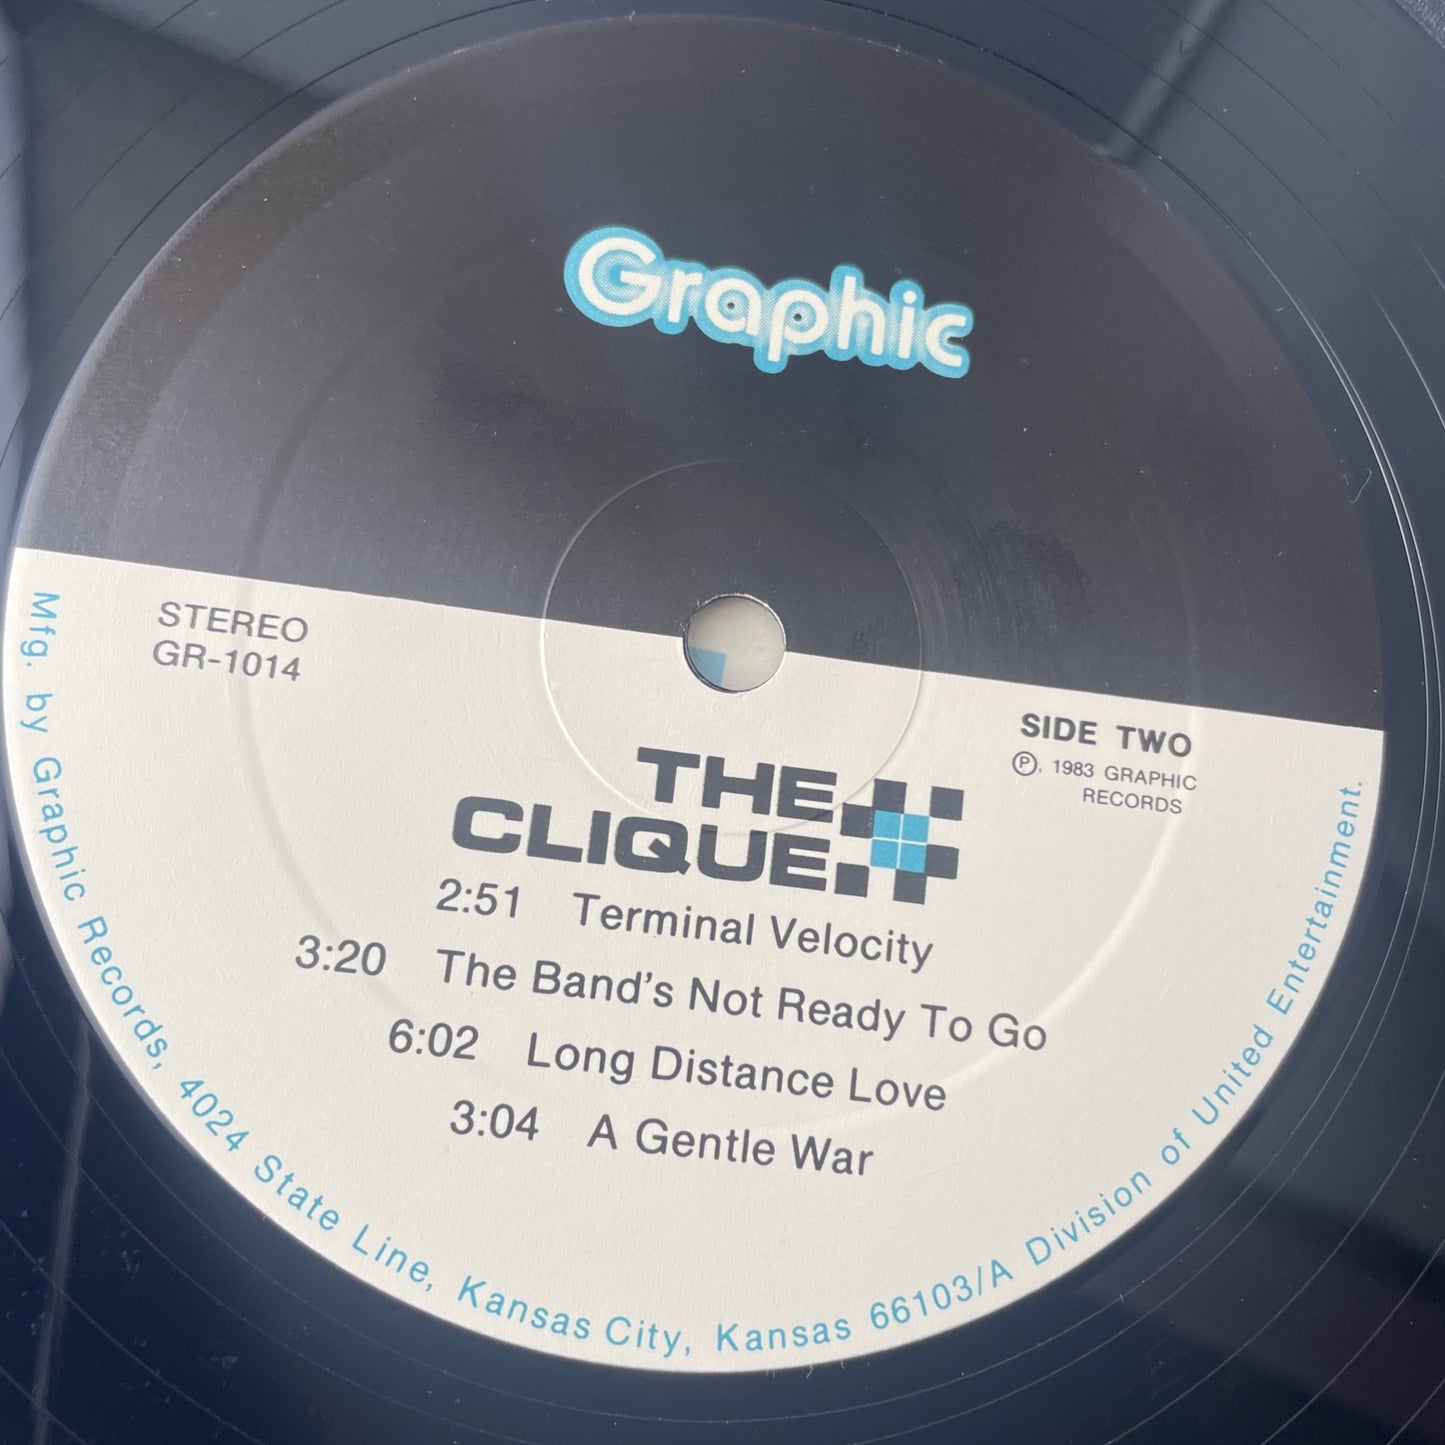 Graphic
STEREO
GR-1014
SIDE TWO
Ⓟ. 1983 GRAPHIC
RECORDS
THE
CLIQUE
2:51 Terminal Velocity
3:20 The Band's Not Ready To Go
6:02 Long Distance Love
3:04 A Gentle War
Mfg. by Graphic Records, 4024 State Line, Kansas City, Kansas 66103/A Division of United Entertainment.